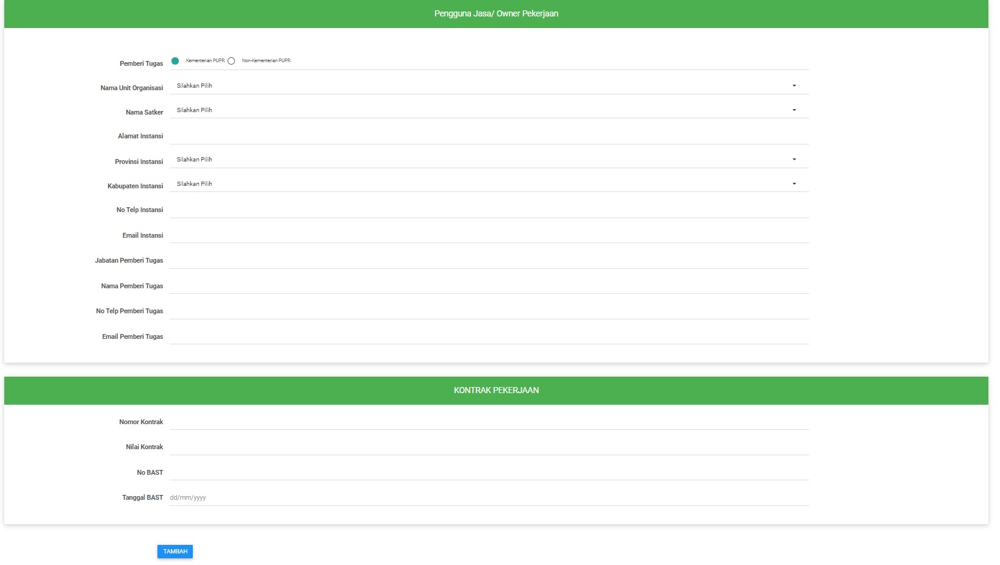 Pengguna Jasa/ Owner Pekerjaan
Pemberi Tugas Kementerian PUPR Non-Kementerian PUPR
Nama Unit Organisasi Silahkan Pilih
Nama Satker Silahkan Pilih
Alamat Instansi
Provinsi Instansi Silahkan Pilih
Kabupaten Instansi Silahkan Pilih
No Telp Instansi
Email Instansi
Jabatan Pemberi Tugas
Nama Pemberi Tugas
No Telp Pemberi Tugas
Email Pemberi Tugas
KONTRAK PEKERJAAN
Nomor Kontrak
Nilai Kontrak
No BAST
Tanggal BAST dd/mm/yyyy
TAMBAH